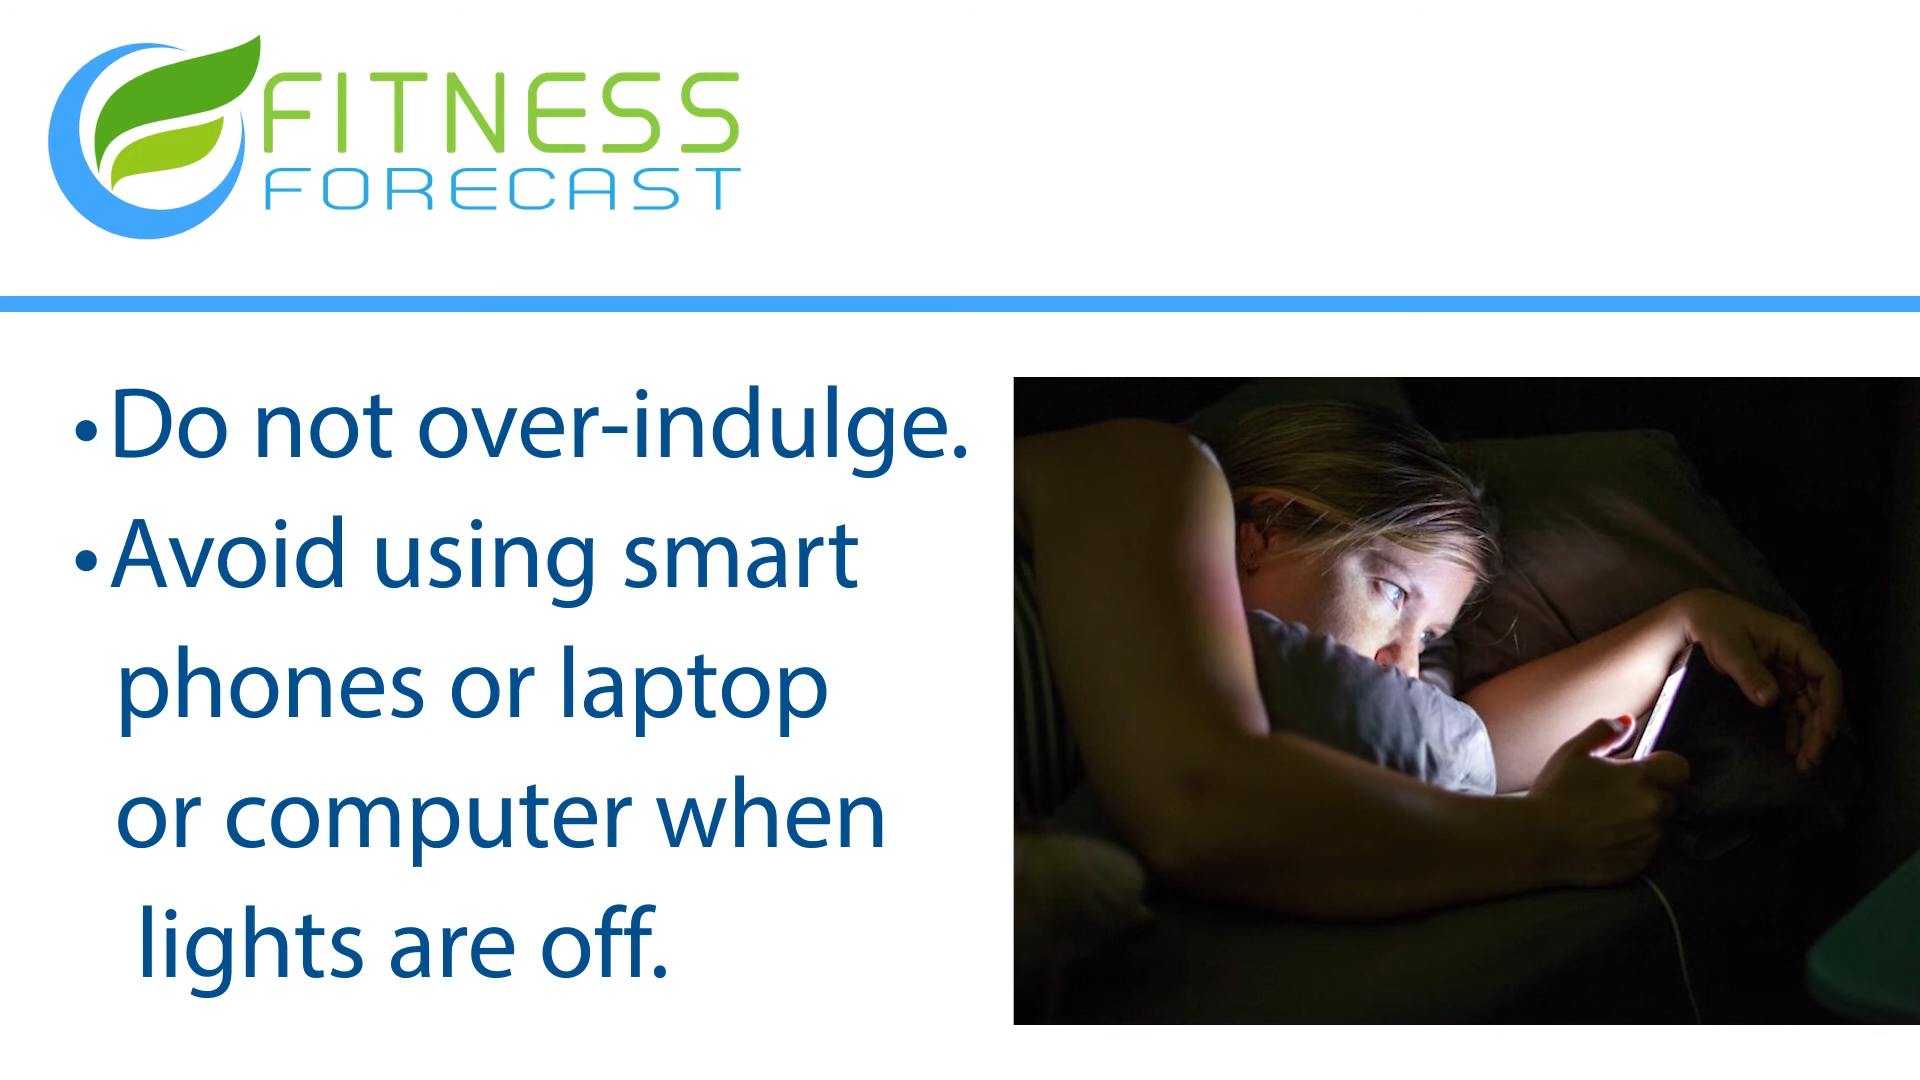 FITNESS
FORECAST
•Do not over-indulge.
•Avoid using smart
phones or laptop
or computer when
lights are off.